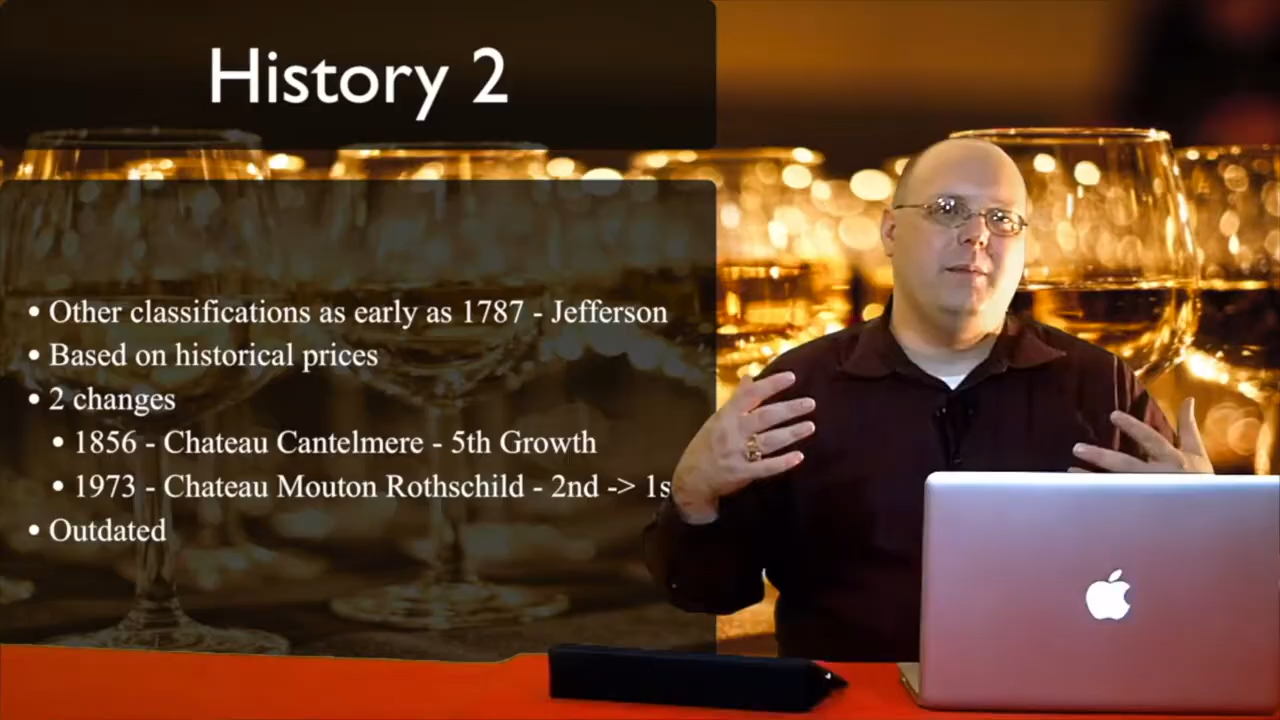 History 2
• Other classifications as early as 1787 - Jefferson
• Based on historical prices
• 2 changes
• 1856 - Chateau Cantelmere - 5th Growth
• 1973 - Chateau Mouton Rothschild - 2nd -> 1s
• Outdated